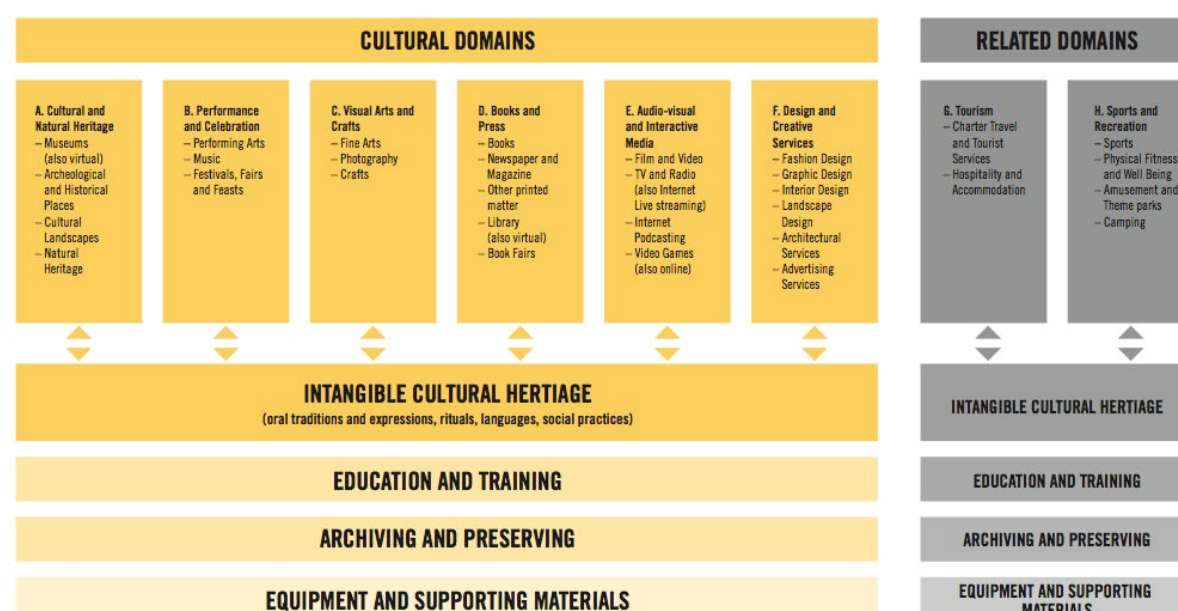 CULTURAL DOMAINS
A. Cultural and
Natural Heritage
– Museums
(also virtual)
– Archeological
and Historical
Places
– Cultural
Landscapes
– Natural
Heritage
B. Performance
and Celebration
– Performing Arts
– Music
– Festivals, Fairs
and Feasts
C. Visual Arts and
Crafts
– Fine Arts
– Photography
– Crafts
D. Books and
Press
– Books
– Newspaper and
Magazine
– Other printed
matter
– Library
(also virtual)
– Book Fairs
E. Audio-visual
and Interactive
Media
– Film and Video
– TV and Radio
(also Internet
Live streaming)
– Internet
Podcasting
– Video Games
(also online)
F. Design and
Creative
Services
– Fashion Design
– Graphic Design
– Interior Design
– Landscape
Design
– Architectural
Services
– Advertising
Services
INTANGIBLE CULTURAL HERTIAGE
(oral traditions and expressions, rituals, languages, social practices)
EDUCATION AND TRAINING
ARCHIVING AND PRESERVING
EQUIPMENT AND SUPPORTING MATERIALS
RELATED DOMAINS
G. Tourism
– Charter Travel
and Tourist
Services
– Hospitality and
Accommodation
H. Sports and
Recreation
– Sports
– Physical Fitness
and Well Being
– Amusement and
Theme parks
– Camping
INTANGIBLE CULTURAL HERTIAGE
EDUCATION AND TRAINING
ARCHIVING AND PRESERVING
EQUIPMENT AND SUPPORTING
MATERIALS